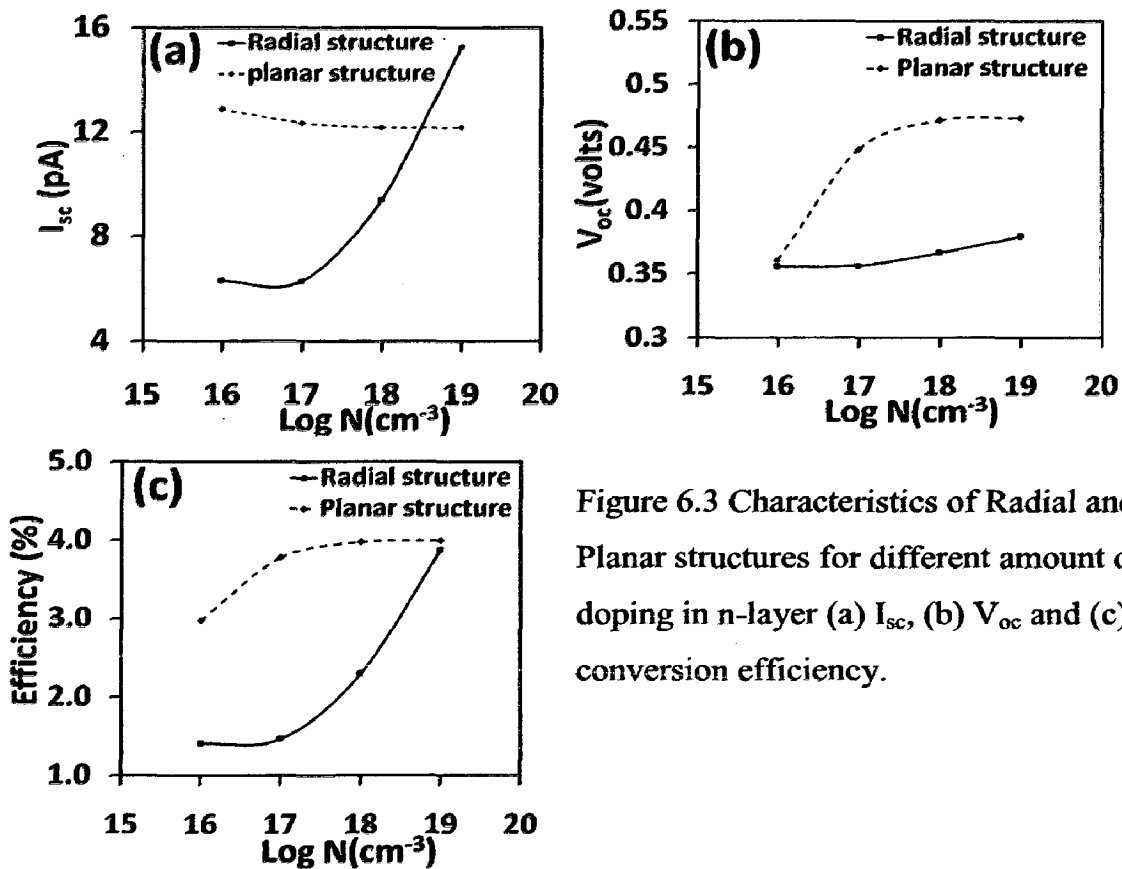 (a)
Radial structure
planar structure
16
12
8
4
I_sc (pA)
15 16 17 18 19 20
Log N(cm^-3)
(b)
Radial structure
Planar structure
0.55
0.5
0.45
0.4
0.35
0.3
V_oc(volts)
15 16 17 18 19 20
Log N(cm^-3)
(c)
Radial structure
Planar structure
5.0
4.0
3.0
2.0
1.0
Efficiency (%)
15 16 17 18 19 20
Log N(cm^-3)
Figure 6.3 Characteristics of Radial and
Planar structures for different amount
doping in n-layer (a) I_sc, (b) V_oc and (c)
conversion efficiency.